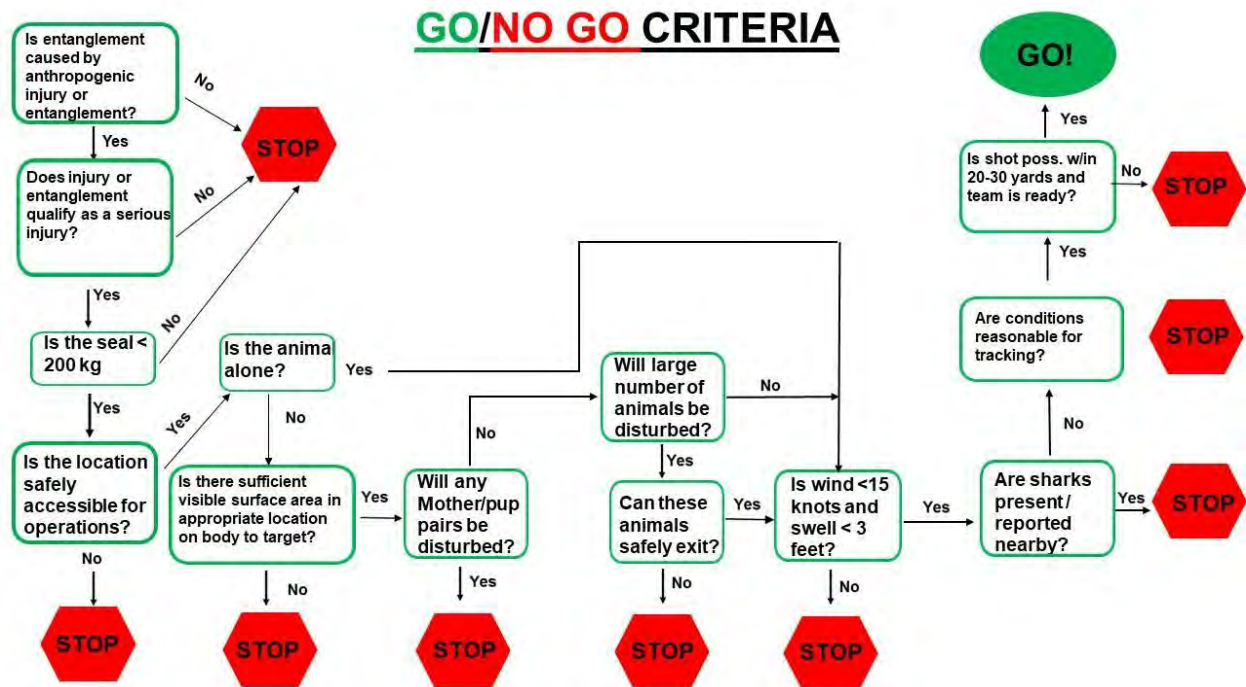 GO/NO GO CRITERIA
Is entanglement
caused by
anthropogenic
injury or
entanglement?
No
STOP
Yes
Does injury or
entanglement
qualify as a serious
injury?
No
Yes
Is the seal <
200 kg
No
Yes
Is the location
safely
accessible for
operations?
Yes
No
STOP
Is the anima
alone?
Yes
No
Is there sufficient
visible surface area in
appropriate location
on body to target?
Yes
No
STOP
Will any
Mother/pup
pairs be
disturbed?
No
Yes
STOP
Will large
number of
animals be
disturbed?
No
Yes
Can these
animals
safely exit?
Yes
No
STOP
Is wind <15
knots and
swell < 3
feet?
Yes
No
STOP
Are sharks
present /
reported
nearby?
Yes
STOP
No
Are conditions
reasonable for
tracking?
STOP
Yes
Is shot poss. w/in
20-30 yards and
team is ready?
No
STOP
Yes
GO!